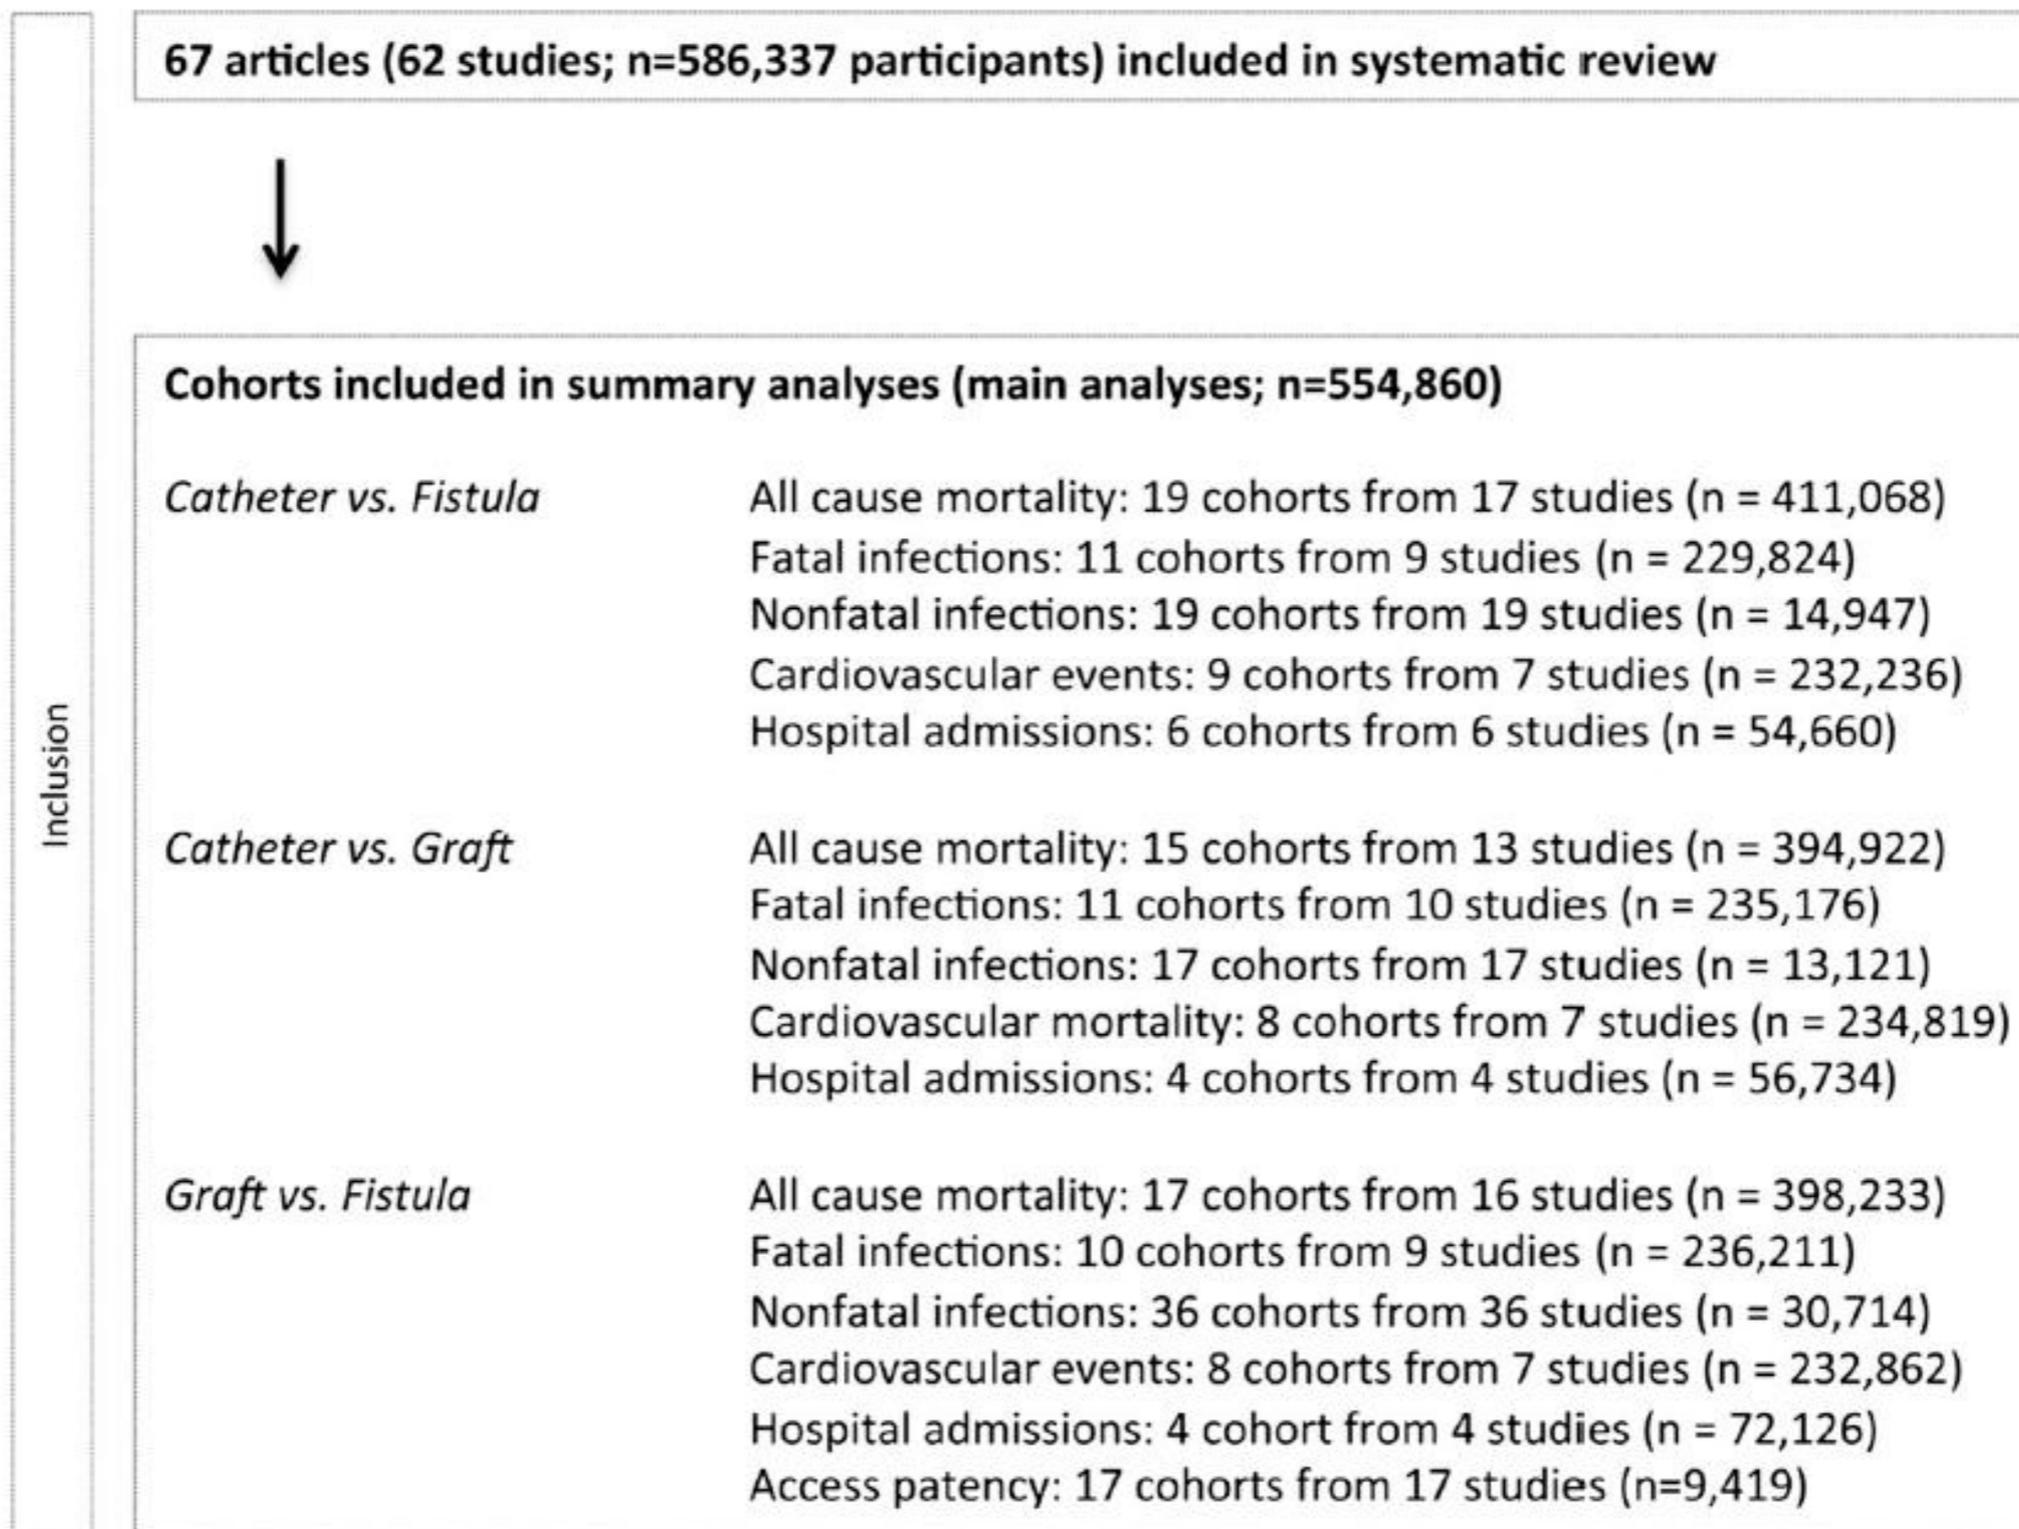 67 articles (62 studies; n=586,337 participants) included in systematic review
Inclusion
Cohorts included in summary analyses (main analyses; n=554,860)
Catheter vs. Fistula
All cause mortality: 19 cohorts from 17 studies (n = 411,068)
Fatal infections: 11 cohorts from 9 studies (n = 229,824)
Nonfatal infections: 19 cohorts from 19 studies (n = 14,947)
Cardiovascular events: 9 cohorts from 7 studies (n = 232,236)
Hospital admissions: 6 cohorts from 6 studies (n = 54,660)
Catheter vs. Graft
All cause mortality: 15 cohorts from 13 studies (n = 394,922)
Fatal infections: 11 cohorts from 10 studies (n = 235,176)
Nonfatal infections: 17 cohorts from 17 studies (n = 13,121)
Cardiovascular mortality: 8 cohorts from 7 studies (n = 234,819)
Hospital admissions: 4 cohorts from 4 studies (n = 56,734)
Graft vs. Fistula
All cause mortality: 17 cohorts from 16 studies (n = 398,233)
Fatal infections: 10 cohorts from 9 studies (n = 236,211)
Nonfatal infections: 36 cohorts from 36 studies (n = 30,714)
Cardiovascular events: 8 cohorts from 7 studies (n = 232,862)
Hospital admissions: 4 cohort from 4 studies (n = 72,126)
Access patency: 17 cohorts from 17 studies (n=9,419)